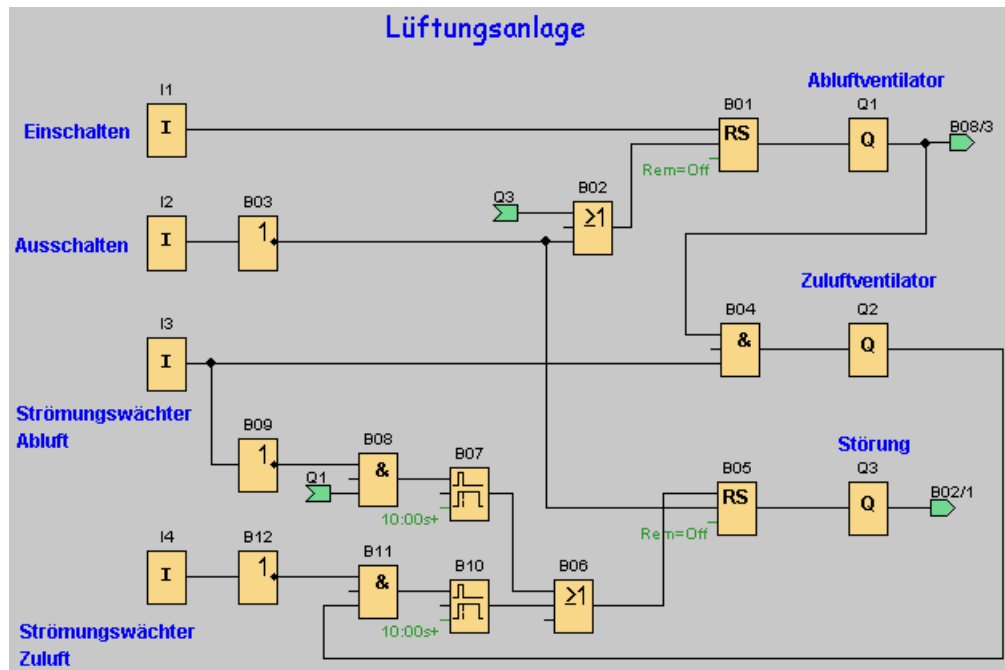 Lüftungsanlage
Abluftventilator
I1
B01
Q1
Einschalten
I
RS
Q
B08/3
Rem=Off
I2
B03
Q3
B02
Ausschalten
I
1
≥1
Zuluftventilator
I3
B04
Q2
I
&
Q
Strömungswächter
Abluft
B09
B08
B07
Störung
B05
Q3
1
&
Q1
RS
Q
B02/1
10:00s+
Rem=Off
I4
B12
B11
B10
B06
I
1
&
≥1
10:00s+
Strömungswächter
Zuluft